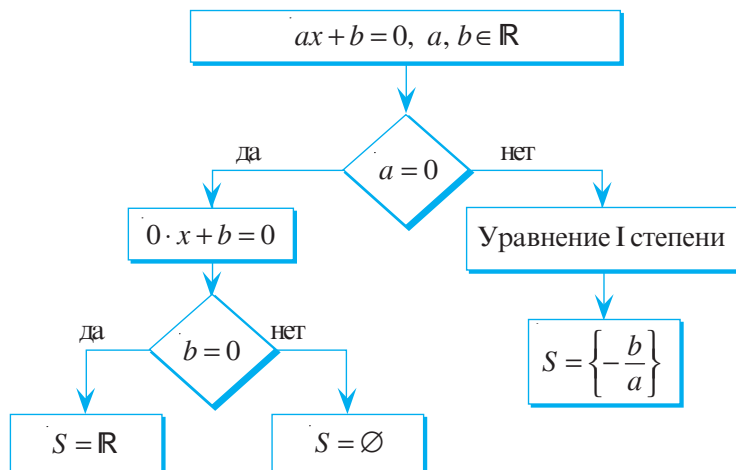 ax + b = 0, a, b ∈ ℝ
да
a = 0
нет
0 · x + b = 0
Уравнение I степени
да
b = 0
нет
S = {−b/a}
S = ℝ
S = ∅